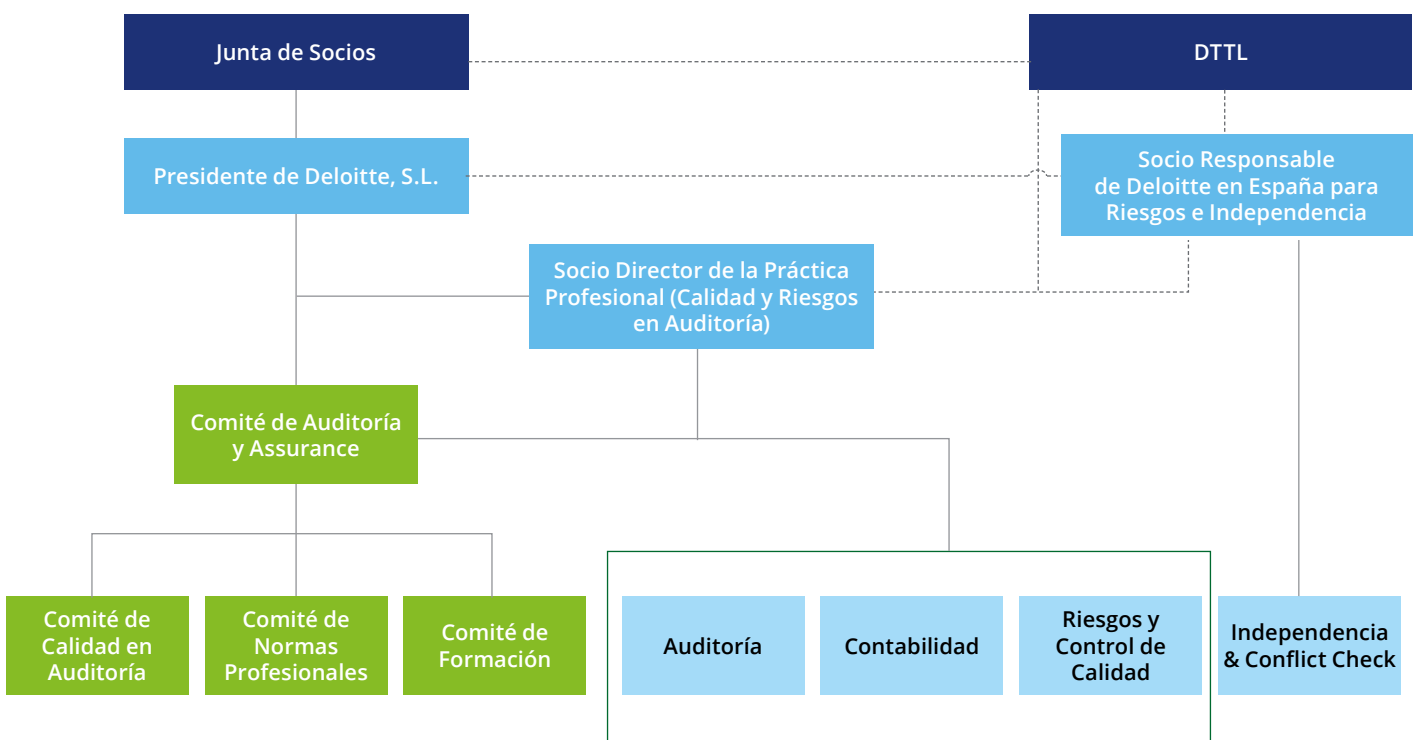 Junta de Socios
DTTL
Presidente de Deloitte, S.L.
Socio Responsable
de Deloitte en España para
Riesgos e Independencia
Socio Director de la Práctica
Profesional (Calidad y Riesgos
en Auditoría)
Comité de Auditoría
y Assurance
Comité de
Calidad en
Auditoría
Comité de
Normas
Profesionales
Comité de
Formación
Auditoría
Contabilidad
Riesgos y
Control de
Calidad
Independencia
& Conflict Check